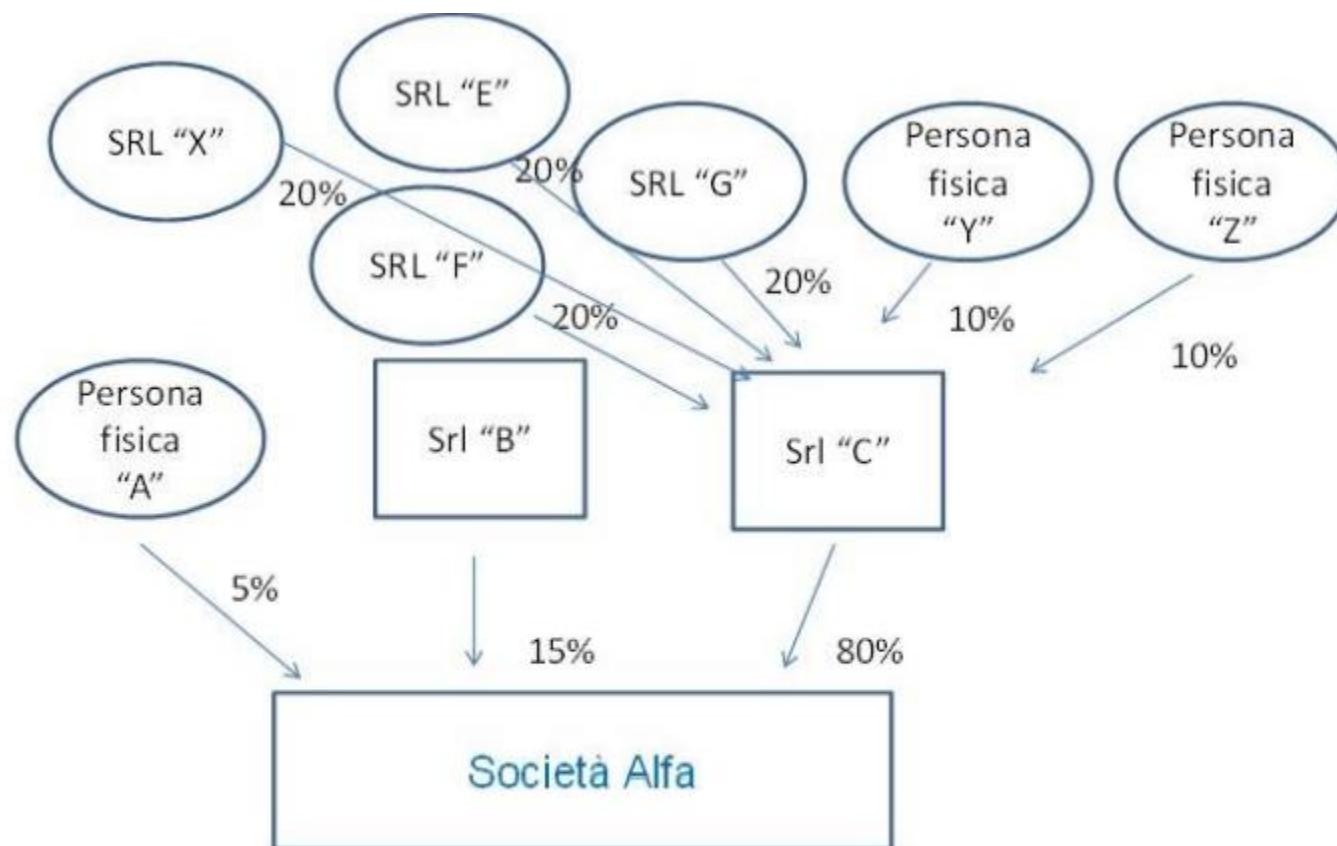 SRL “E”
SRL “X”
20%
20%
SRL “G”
Persona
fisica
“Y”
Persona
fisica
“Z”
SRL “F”
20%
20%
10%
10%
Persona
fisica
“A”
Srl “B”
Srl “C”
5%
15%
80%
Società Alfa